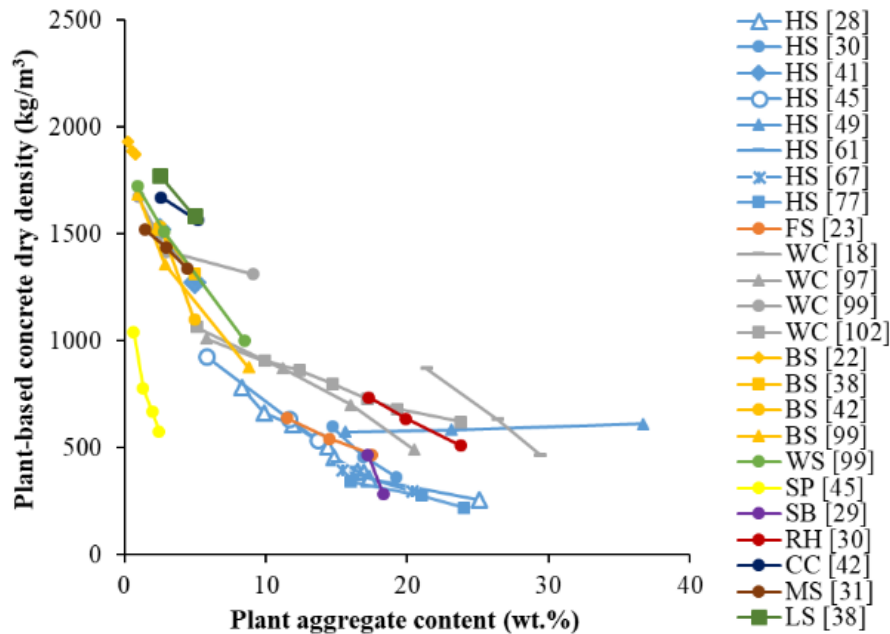 2500
2000
1500
1000
500
0
0
10
20
30
40
Plant-based concrete dry density (kg/m³)
Plant aggregate content (wt.%)
HS [28]
HS [30]
HS [41]
HS [45]
HS [49]
HS [61]
HS [67]
HS [77]
FS [23]
WC [18]
WC [97]
WC [99]
WC [102]
BS [22]
BS [38]
BS [42]
BS [99]
WS [99]
SP [45]
SB [29]
RH [30]
CC [42]
MS [31]
LS [38]